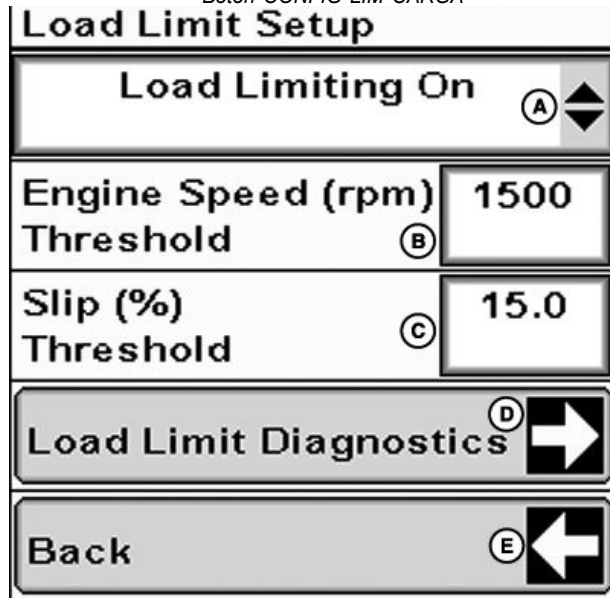 Botón CONFIG LIM CARGA
Load Limit Setup
Load Limiting On
A
Engine Speed (rpm) 1500
Threshold B
Slip (%) 15.0
Threshold C
Load Limit Diagnostics D
Back E